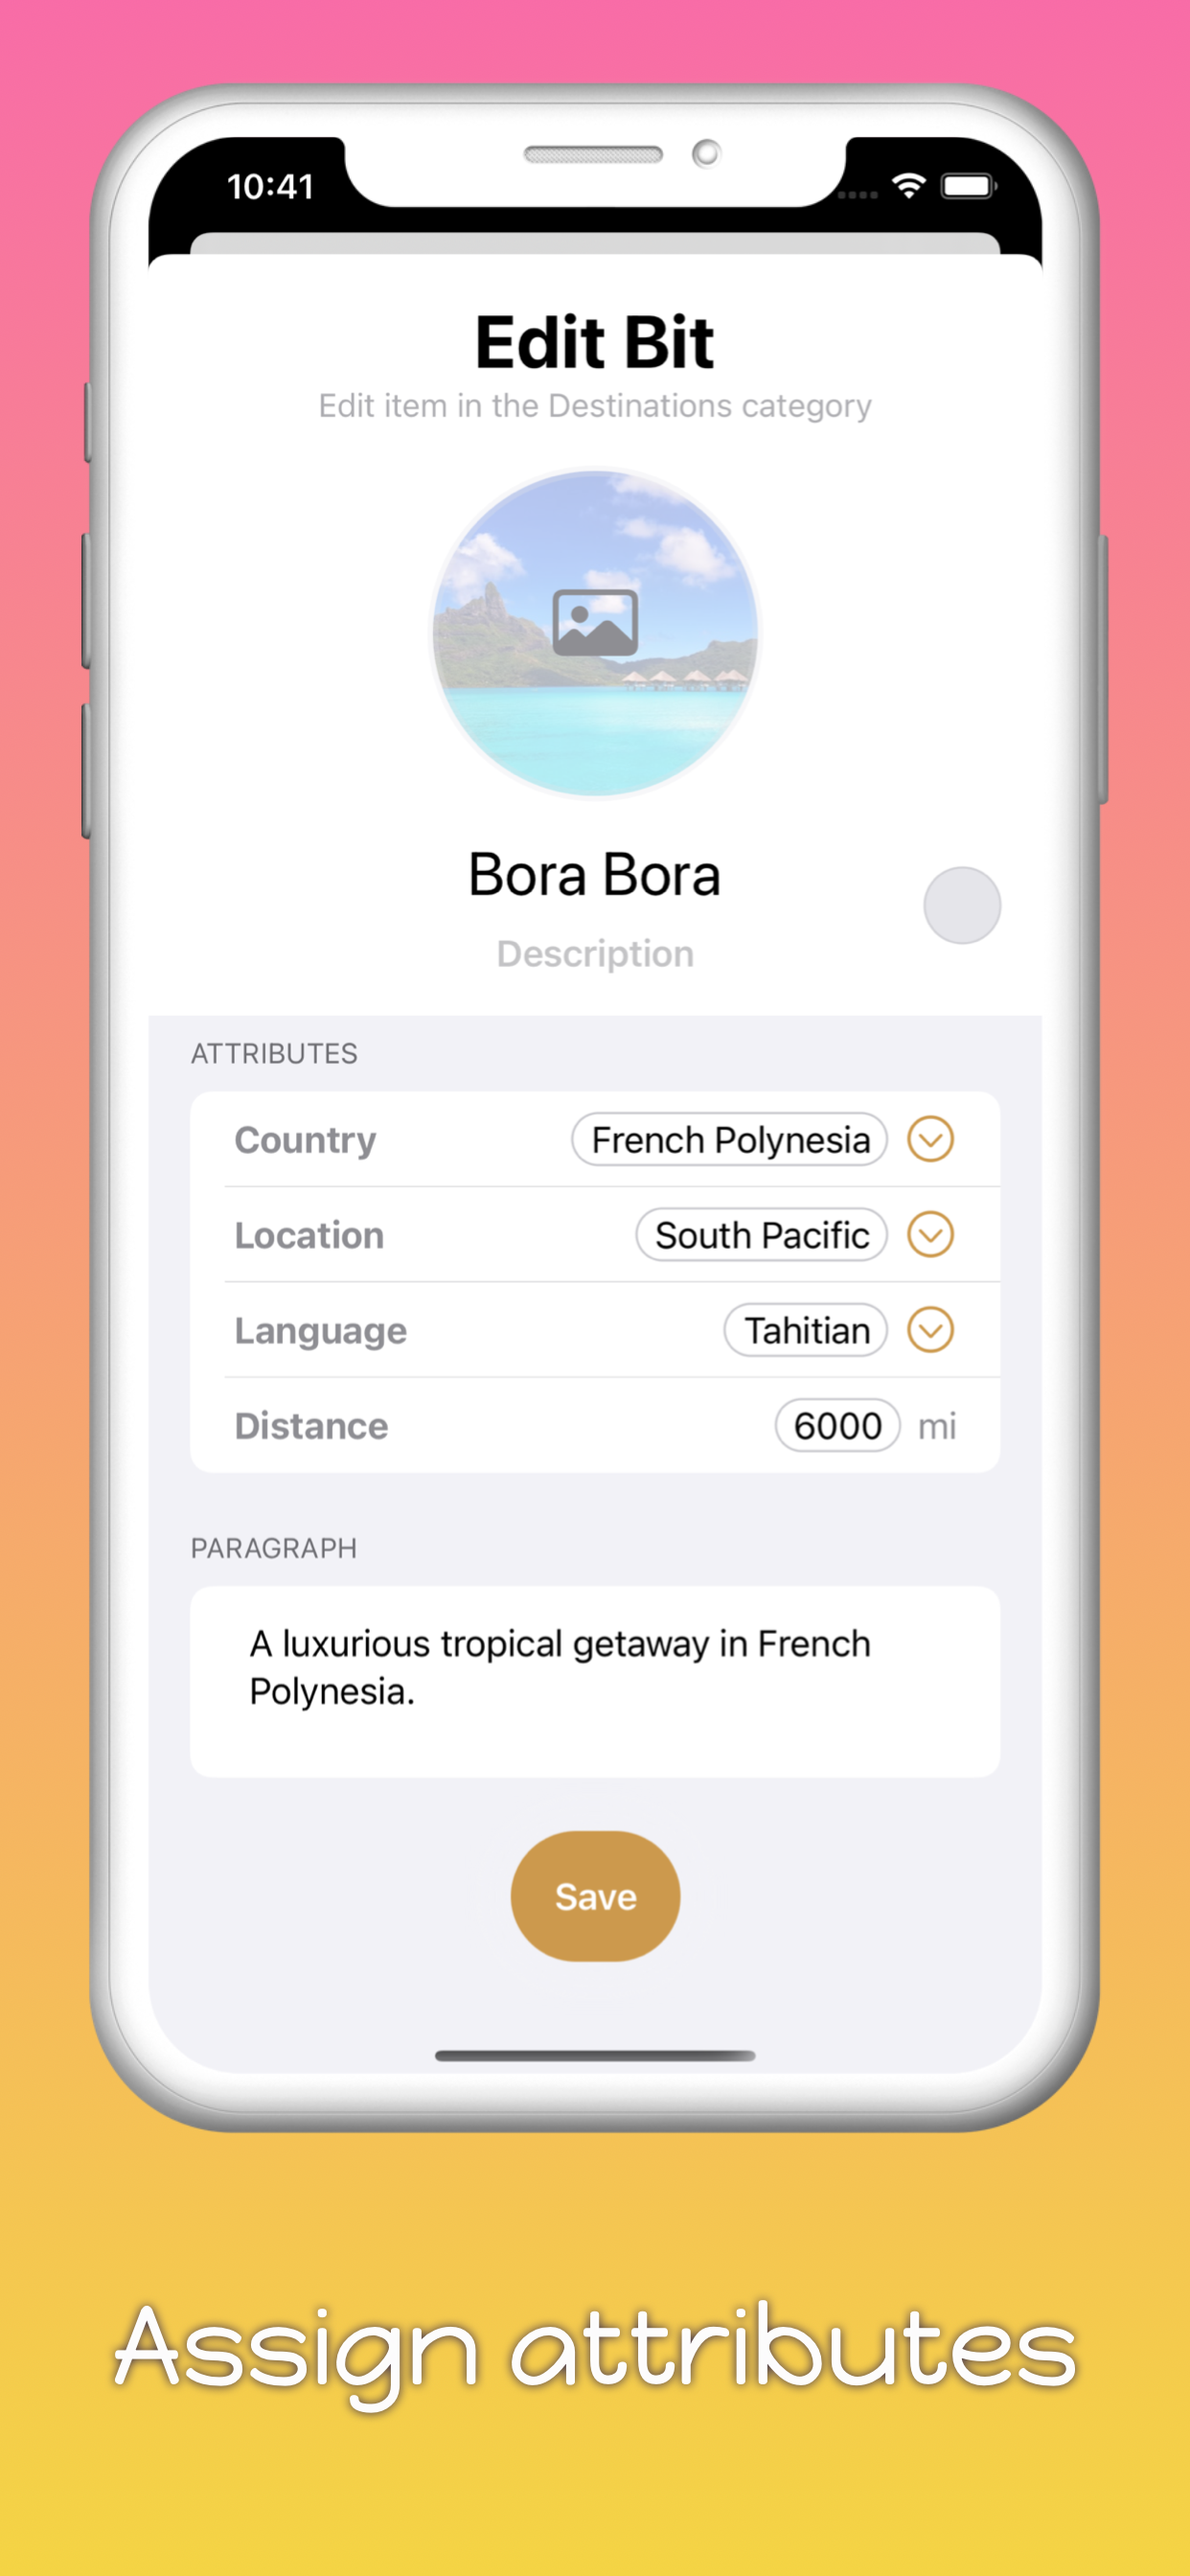 10:41
Edit Bit
Edit item in the Destinations category
Bora Bora
Description
ATTRIBUTES
Country French Polynesia
Location South Pacific
Language Tahitian
Distance 6000 mi
PARAGRAPH
A luxurious tropical getaway in French
Polynesia.
Save
Assign attributes